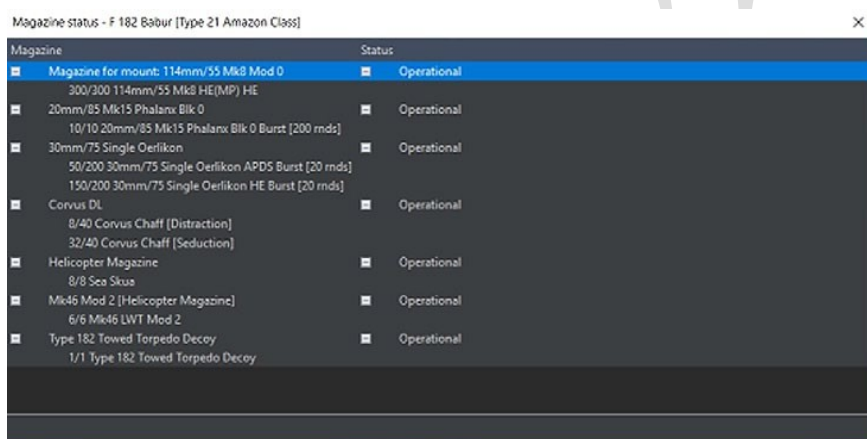 Magazine status - F 182 Babur [Type 21 Amazon Class]
Magazine Status
Magazine for mount: 114mm/55 Mk8 Mod 0 Operational
300/300 114mm/55 Mk8 HE(MP) HE
20mm/85 Mk15 Phalanx Blk 0 Operational
10/10 20mm/85 Mk15 Phalanx Blk 0 Burst [200 rnds]
30mm/75 Single Oerlikon Operational
50/200 30mm/75 Single Oerlikon APDS Burst [20 rnds]
150/200 30mm/75 Single Oerlikon HE Burst [20 rnds]
Corvus DL Operational
8/40 Corvus Chaff [Distraction]
32/40 Corvus Chaff [Seduction]
Helicopter Magazine Operational
8/8 Sea Skua
Mk46 Mod 2 [Helicopter Magazine] Operational
6/6 Mk46 LWT Mod 2
Type 182 Towed Torpedo Decoy Operational
1/1 Type 182 Towed Torpedo Decoy